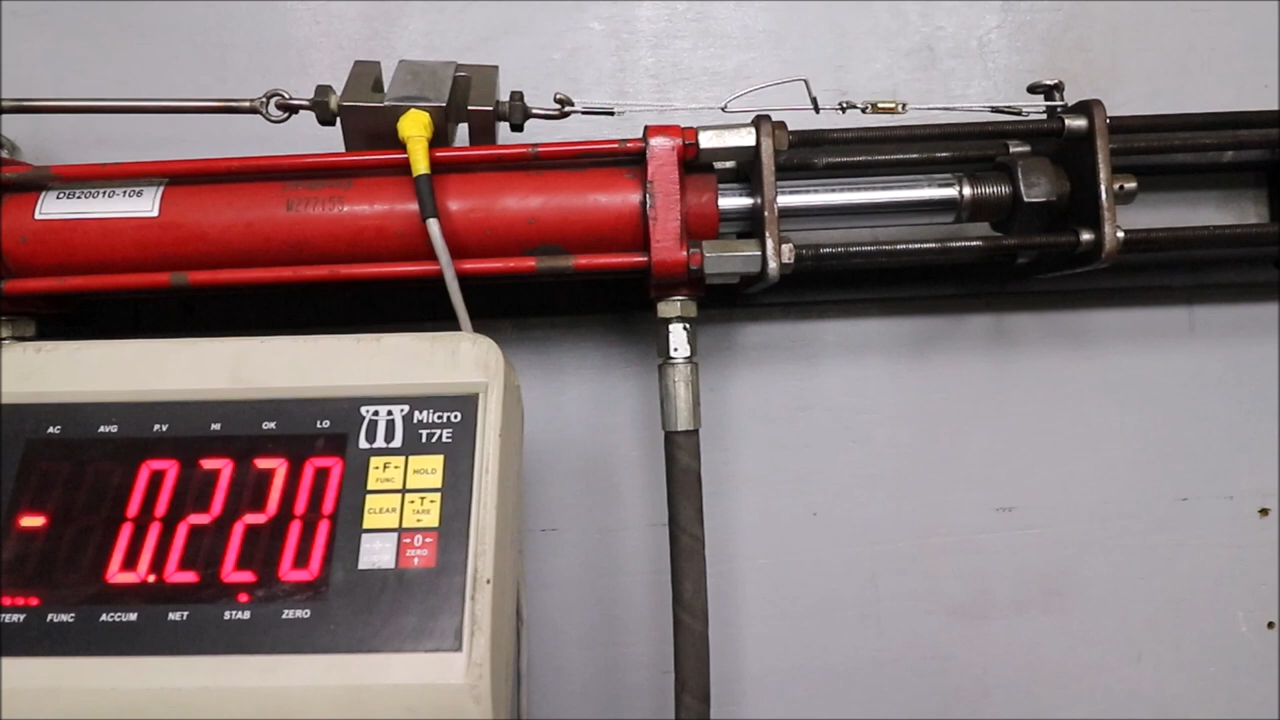 DB20010-106
AC AVG P.V HI OK LO
Micro
T7E
-0.220
F
FUNC
HOLD
CLEAR
T
TARE
0
ZERO
TERY FUNC ACCUM NET STAB ZERO